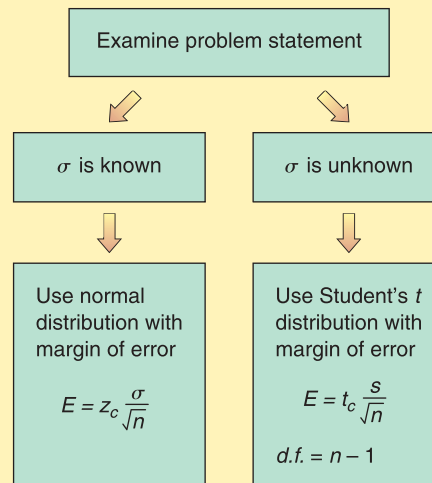 Examine problem statement
σ is known
σ is unknown
Use normal
distribution with
margin of error
E = z_c σ/√n
Use Student's t
distribution with
margin of error
E = t_c s/√n
d.f. = n – 1